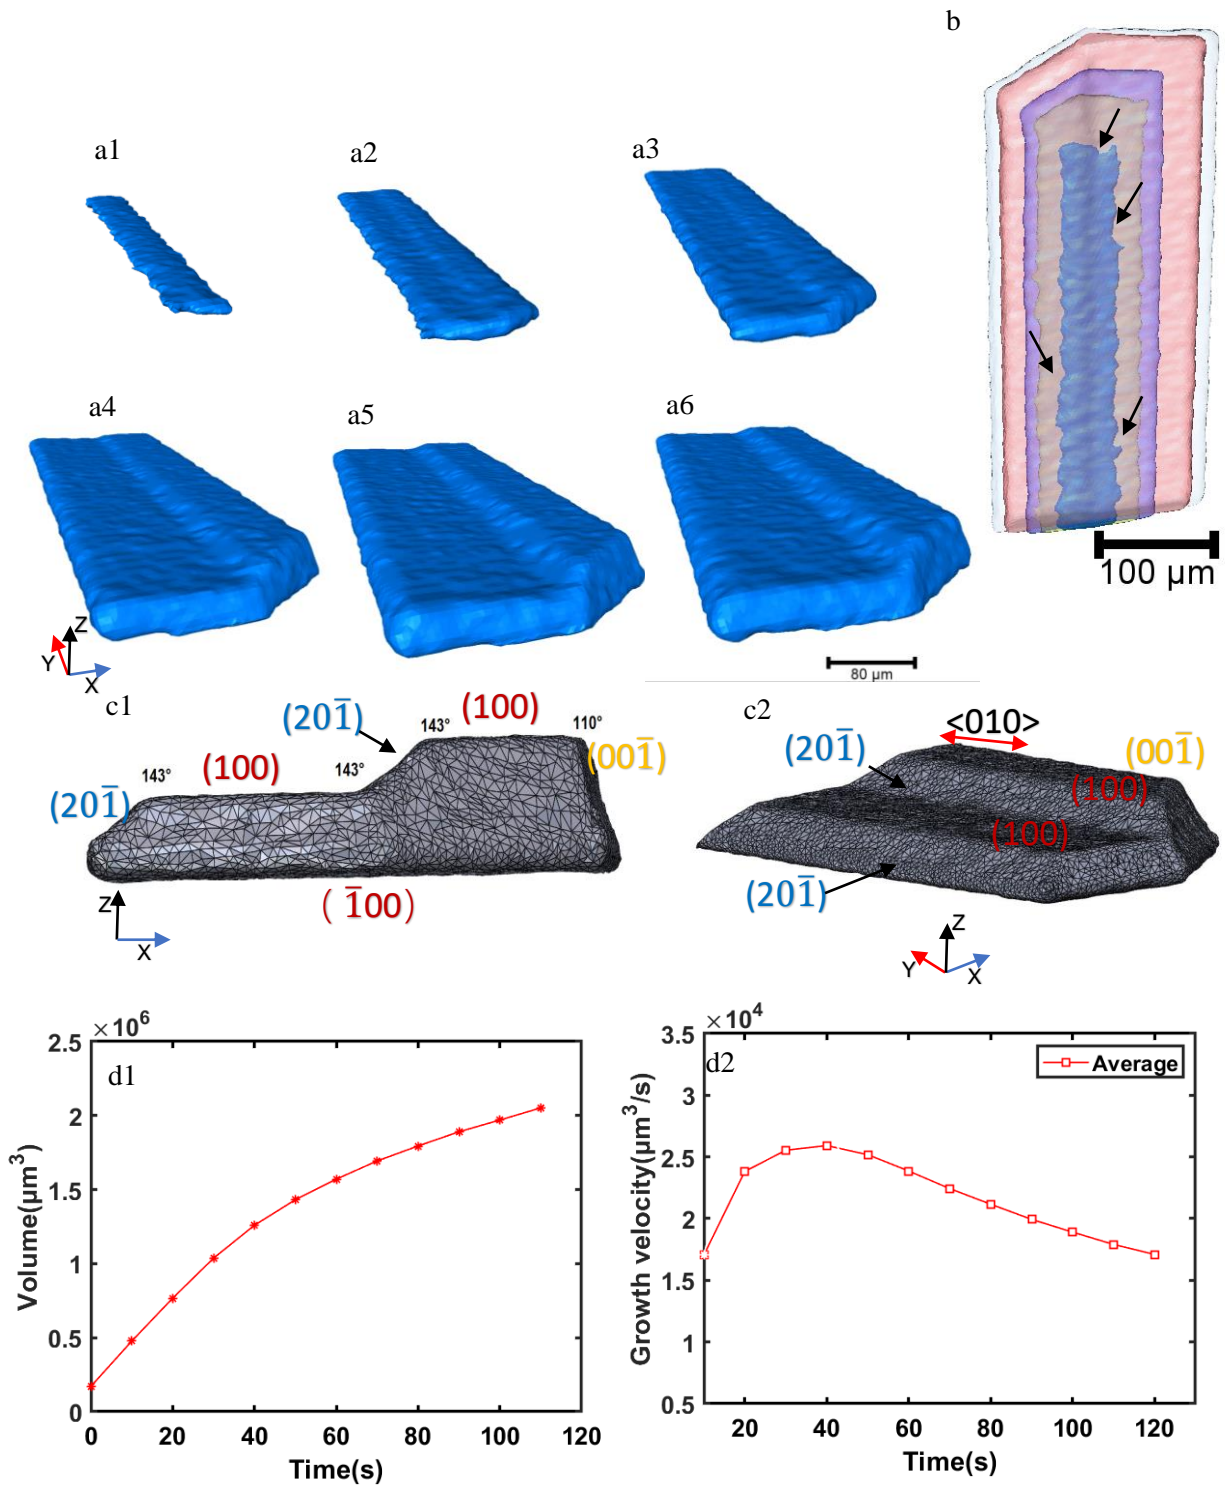 b
a1
a2
a3
100 μm
a4
a5
a6
Z
Y
X
80 μm
c1
(201̅)
143°
(100)
110°
(001̅)
143°
(100)
143°
(201̅)
(1̅00)
Z
X
c2
<010>
(201̅)
(001̅)
(100)
(100)
(201̅)
Z
Y
X
×10⁶
2.5
2
1.5
1
0.5
0
d1
Volume(μm³)
0 20 40 60 80 100 120
Time(s)
×10⁴
3.5
3
2.5
2
1.5
1
0.5
d2
Average
Growth velocity(μm³/s)
20 40 60 80 100 120
Time(s)